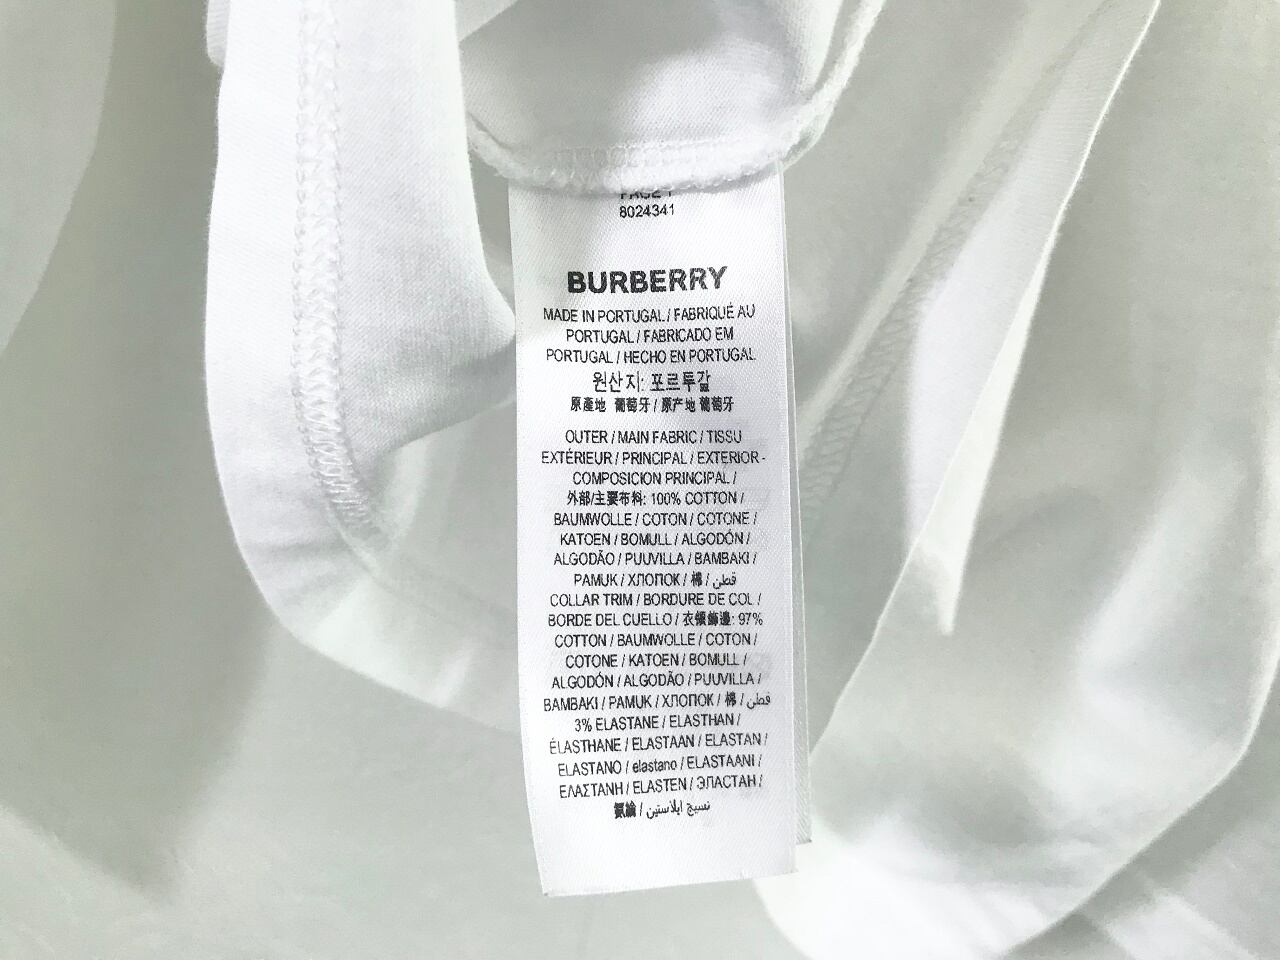 8024341
BURBERRY
MADE IN PORTUGAL / FABRIQUÉ AU
PORTUGAL / FABRICADO EM
PORTUGAL / HECHO EN PORTUGAL
원산지: 포르투갈
原產地 葡萄牙 / 原产地 葡萄牙
OUTER / MAIN FABRIC / TISSU
EXTÉRIEUR / PRINCIPAL / EXTERIOR -
COMPOSICION PRINCIPAL /
外部/主要布料: 100% COTTON /
BAUMWOLLE / COTON / COTONE /
KATOEN / BOMULL / ALGODÓN /
ALGODÃO / PUUVILLA / BAMBAKI /
PAMUK / ХЛОПОК / 棉 / قطن
COLLAR TRIM / BORDURE DE COL /
BORDE DEL CUELLO / 衣領飾邊: 97%
COTTON / BAUMWOLLE / COTON /
COTONE / KATOEN / BOMULL /
ALGODÓN / ALGODÃO / PUUVILLA /
BAMBAKI / PAMUK / ХЛОПОК / 棉 / قطن
3% ELASTANE / ELASTHAN /
ÉLASTHANE / ELASTAAN / ELASTAN /
ELASTANO / elastano / ELASTAANI /
ΕΛΑΣΤΑΝΗ / ELASTEN / ЭЛАСТАН /
نسيج ايلاستين